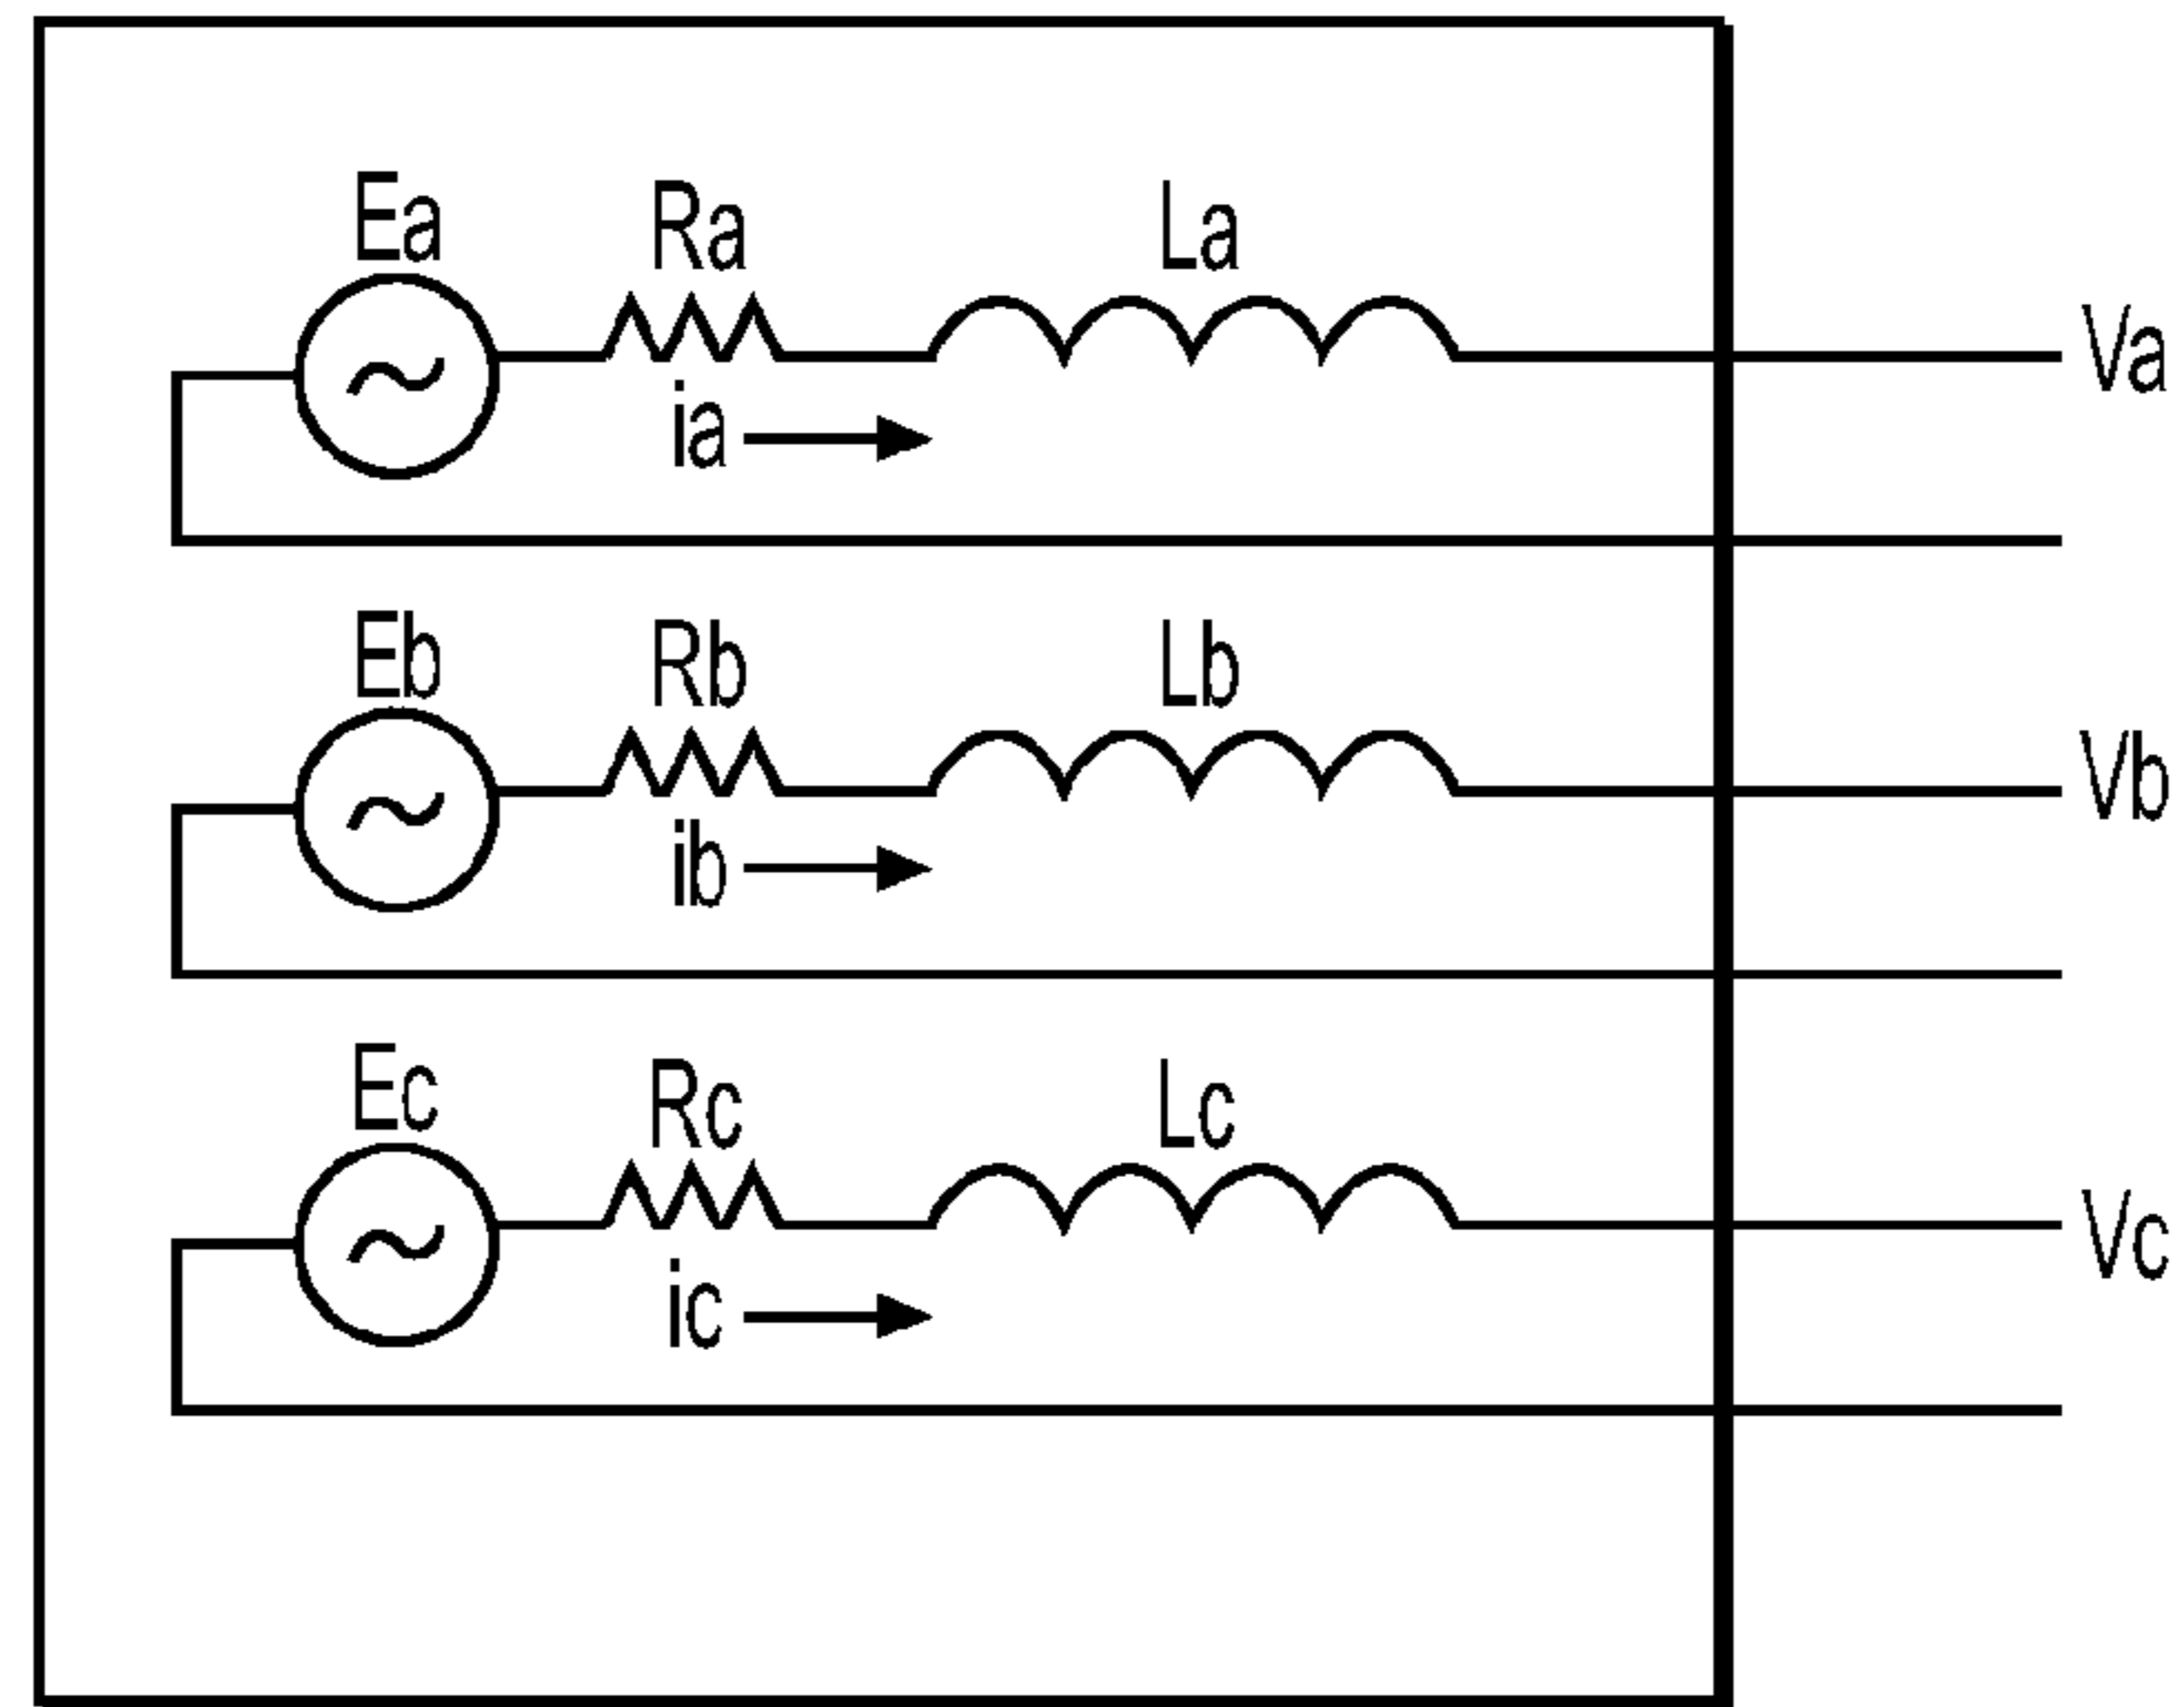 Ea Ra La
Va
ia
Eb Rb Lb
Vb
ib
Ec Rc Lc
Vc
ic